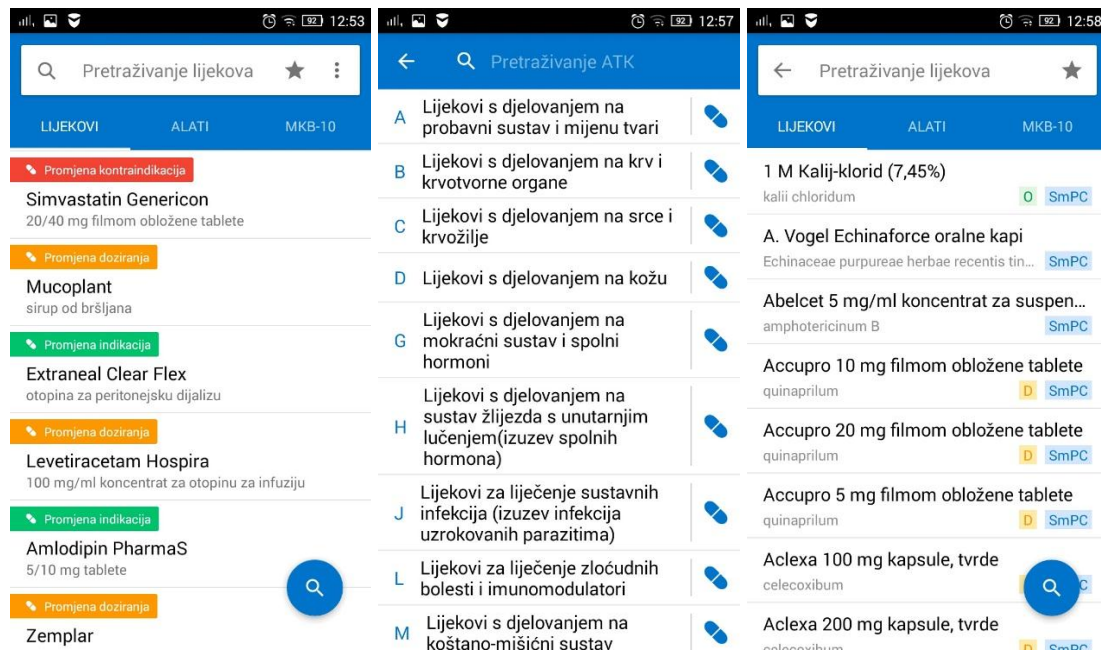 92 12:53
Pretraživanje lijekova
LIJEKOVI ALATI MKB-10
Promjena kontraindikacija
Simvastatin Genericon
20/40 mg filmom obložene tablete
Promjena doziranja
Mucoplant
sirup od bršljana
Promjena indikacija
Extraneal Clear Flex
otopina za peritonejsku dijalizu
Promjena doziranja
Levetiracetam Hospira
100 mg/ml koncentrat za otopinu za infuziju
Promjena indikacija
Amlodipin PharmaS
5/10 mg tablete
Promjena doziranja
Zemplar
92 12:57
Pretraživanje ATK
A Lijekovi s djelovanjem na
probavni sustav i mijenu tvari
B Lijekovi s djelovanjem na krv i
krvotvorne organe
C Lijekovi s djelovanjem na srce i
krvožilje
D Lijekovi s djelovanjem na kožu
Lijekovi s djelovanjem na
G mokraćni sustav i spolni
hormoni
Lijekovi s djelovanjem na
sustav žlijezda s unutarnjim
H lučenjem(izuzev spolnih
hormona)
Lijekovi za liječenje sustavnih
J infekcija (izuzev infekcija
uzrokovanih parazitima)
L Lijekovi za liječenje zloćudnih
bolesti i imunomodulatori
M Lijekovi s djelovanjem na
koštano-mišićni sustav
92 12:58
Pretraživanje lijekova
LIJEKOVI ALATI MKB-10
1 M Kalij-klorid (7,45%)
kalii chloridum O SmPC
A. Vogel Echinaforce oralne kapi
Echinaceae purpureae herbae recentis tin... SmPC
Abelcet 5 mg/ml koncentrat za suspen...
amphotericinum B SmPC
Accupro 10 mg filmom obložene tablete
quinaprilum D SmPC
Accupro 20 mg filmom obložene tablete
quinaprilum D SmPC
Accupro 5 mg filmom obložene tablete
quinaprilum D SmPC
Aclexa 100 mg kapsule, tvrde
celecoxibum
Aclexa 200 mg kapsule, tvrde
celecoxibum D SmPC